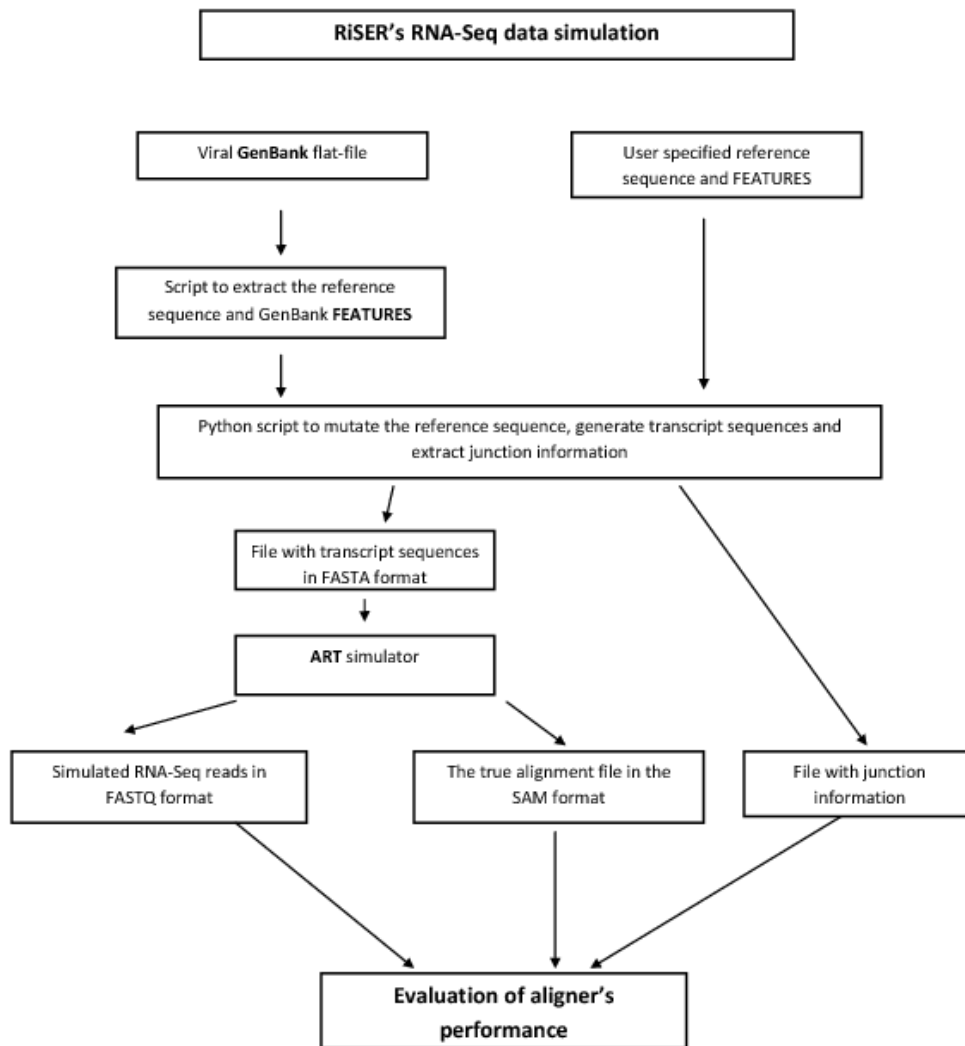 RiSER's RNA-Seq data simulation
Viral GenBank flat-file
User specified reference
sequence and FEATURES
Script to extract the reference
sequence and GenBank FEATURES
Python script to mutate the reference sequence, generate transcript sequences and
extract junction information
File with transcript sequences
in FASTA format
ART simulator
Simulated RNA-Seq reads in
FASTQ format
The true alignment file in the
SAM format
File with junction
information
Evaluation of aligner's
performance